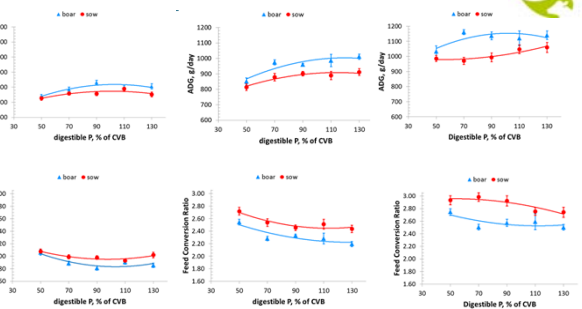 boar sow
boar sow
boar sow
ADG, g/day
1200
1100
1000
900
800
700
600
ADG, g/day
1200
1100
1000
900
800
700
600
30 50 70 90 110 130
digestible P, % of CVB
30 50 70 90 110 130
digestible P, % of CVB
30 50 70 90 110 130
Digestible P, % of CVB
boar sow
boar sow
boar sow
Feed Conversion Ratio
3.00
2.80
2.60
2.40
2.20
2.00
1.80
1.60
Feed Conversion Ratio
3.00
2.80
2.60
2.40
2.20
2.00
1.80
1.60
30 50 70 90 110 130
digestible P, % of CVB
30 50 70 90 110 130
digestible P, % of CVB
30 50 70 90 110 130
Digestible P, % of CVB